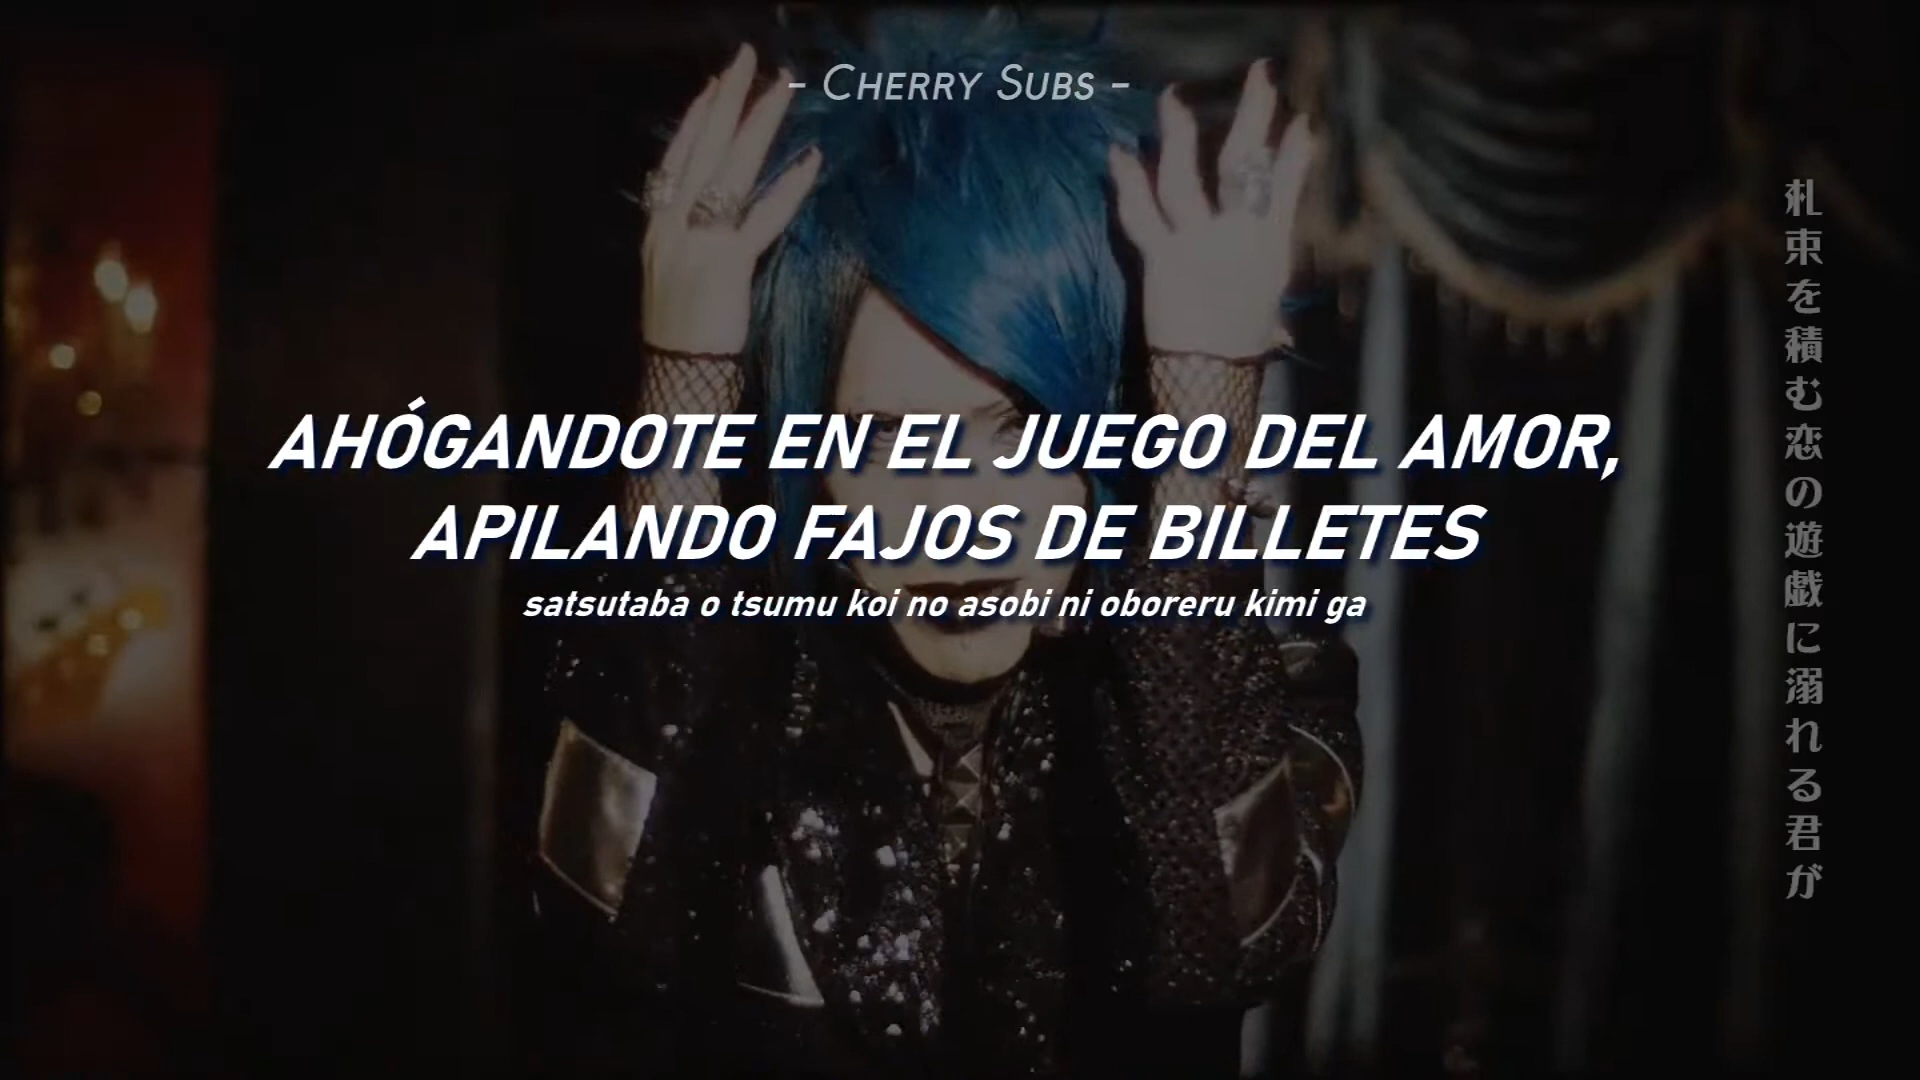 - Cherry Subs -
AHÓGANDOTE EN EL JUEGO DEL AMOR,
APILANDO FAJOS DE BILLETES
satsutaba o tsumu koi no asobi ni oboreru kimi ga
札束を積む恋の遊戯に溺れる君が